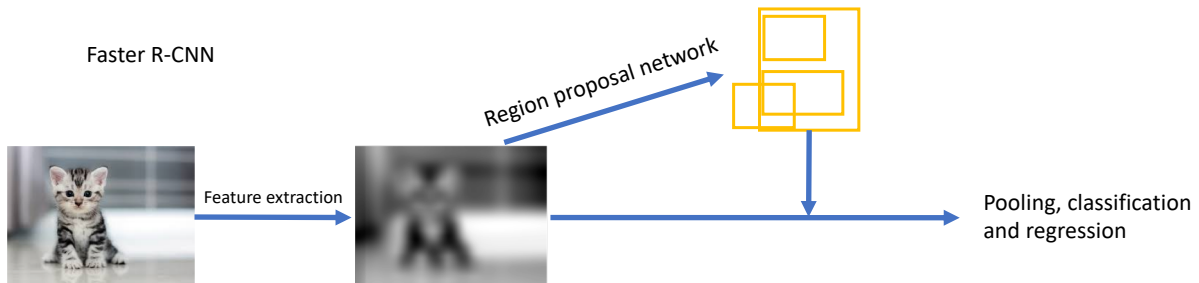 Faster R-CNN
Region proposal network
Feature extraction
Pooling, classification
and regression